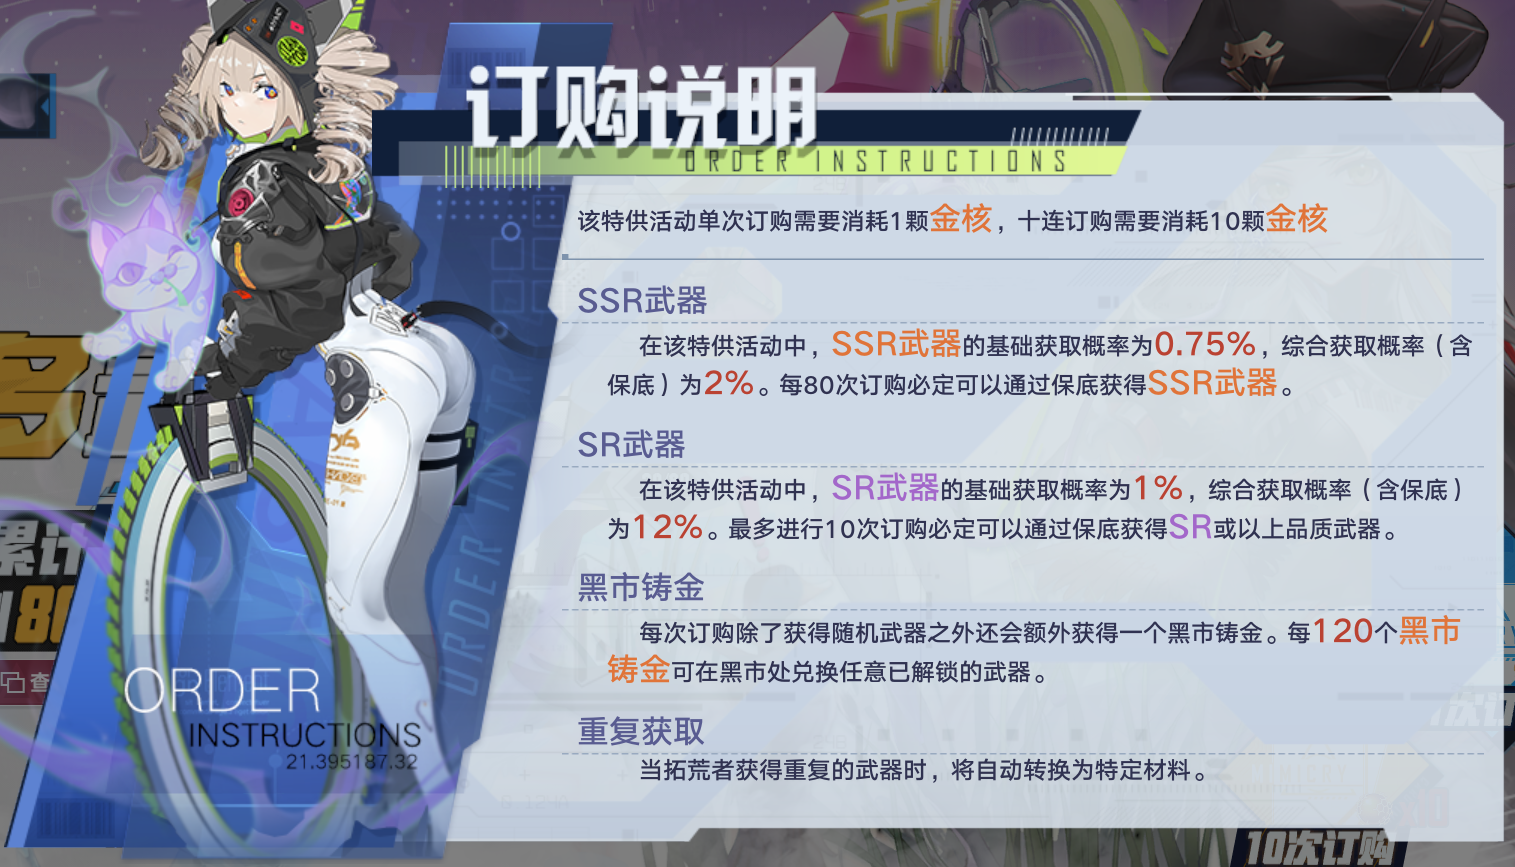 订购说明
ORDER INSTRUCTIONS
该特供活动单次订购需要消耗1颗金核，十连订购需要消耗10颗金核
SSR武器
在该特供活动中，SSR武器的基础获取概率为0.75%，综合获取概率（含
保底）为2%。每80次订购必定可以通过保底获得SSR武器。
SR武器
在该特供活动中，SR武器的基础获取概率为1%，综合获取概率（含保底）
为12%。最多进行10次订购必定可以通过保底获得SR或以上品质武器。
黑市铸金
每次订购除了获得随机武器之外还会额外获得一个黑市铸金。每120个黑市
铸金可在黑市处兑换任意已解锁的武器。
重复获取
当拓荒者获得重复的武器时，将自动转换为特定材料。
ORDER
INSTRUCTIONS
21.395187.32
多
累计
80
查
10次订购